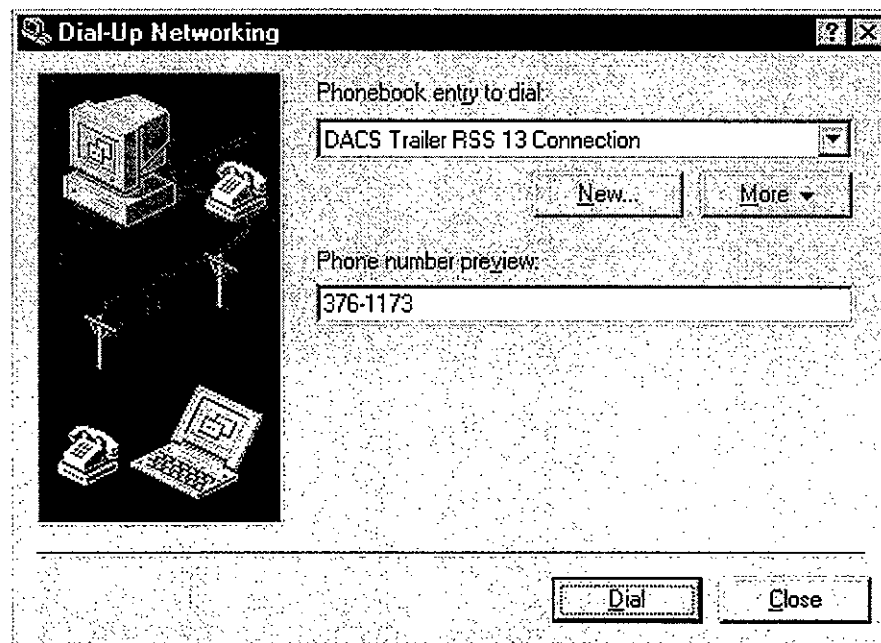 Dial-Up Networking
Phonebook entry to dial:
DACS Trailer RSS 13 Connection
New... More
Phone number preview:
376-1173
Dial Close